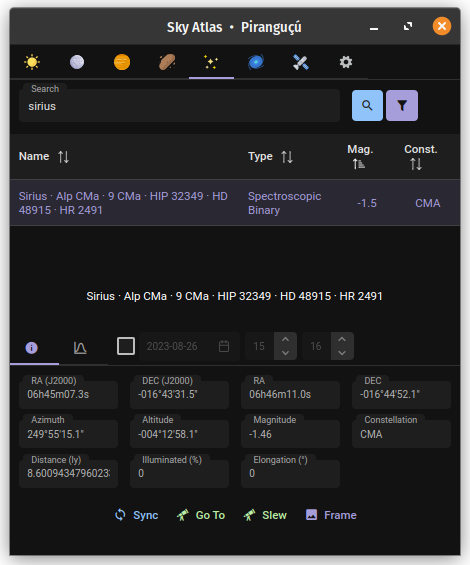 Sky Atlas • Piranguçú
Search
sirius
Name Type Mag. Const.
Sirius · Alp CMa · 9 CMa · HIP 32349 · HD
48915 · HR 2491
Spectroscopic
Binary
-1.5
CMA
Sirius · Alp CMa · 9 CMa · HIP 32349 · HD 48915 · HR 2491
2023-08-26 15 16
RA (J2000) DEC (J2000) RA DEC
06h45m07.3s -016°43'31.5" 06h46m11.0s -016°44'52.1"
Azimuth Altitude Magnitude Constellation
249°55'15.1" -004°12'58.1" -1.46 CMA
Distance (ly) Illuminated (%) Elongation (°)
8.6009434796023 0 0
Sync Go To Slew Frame